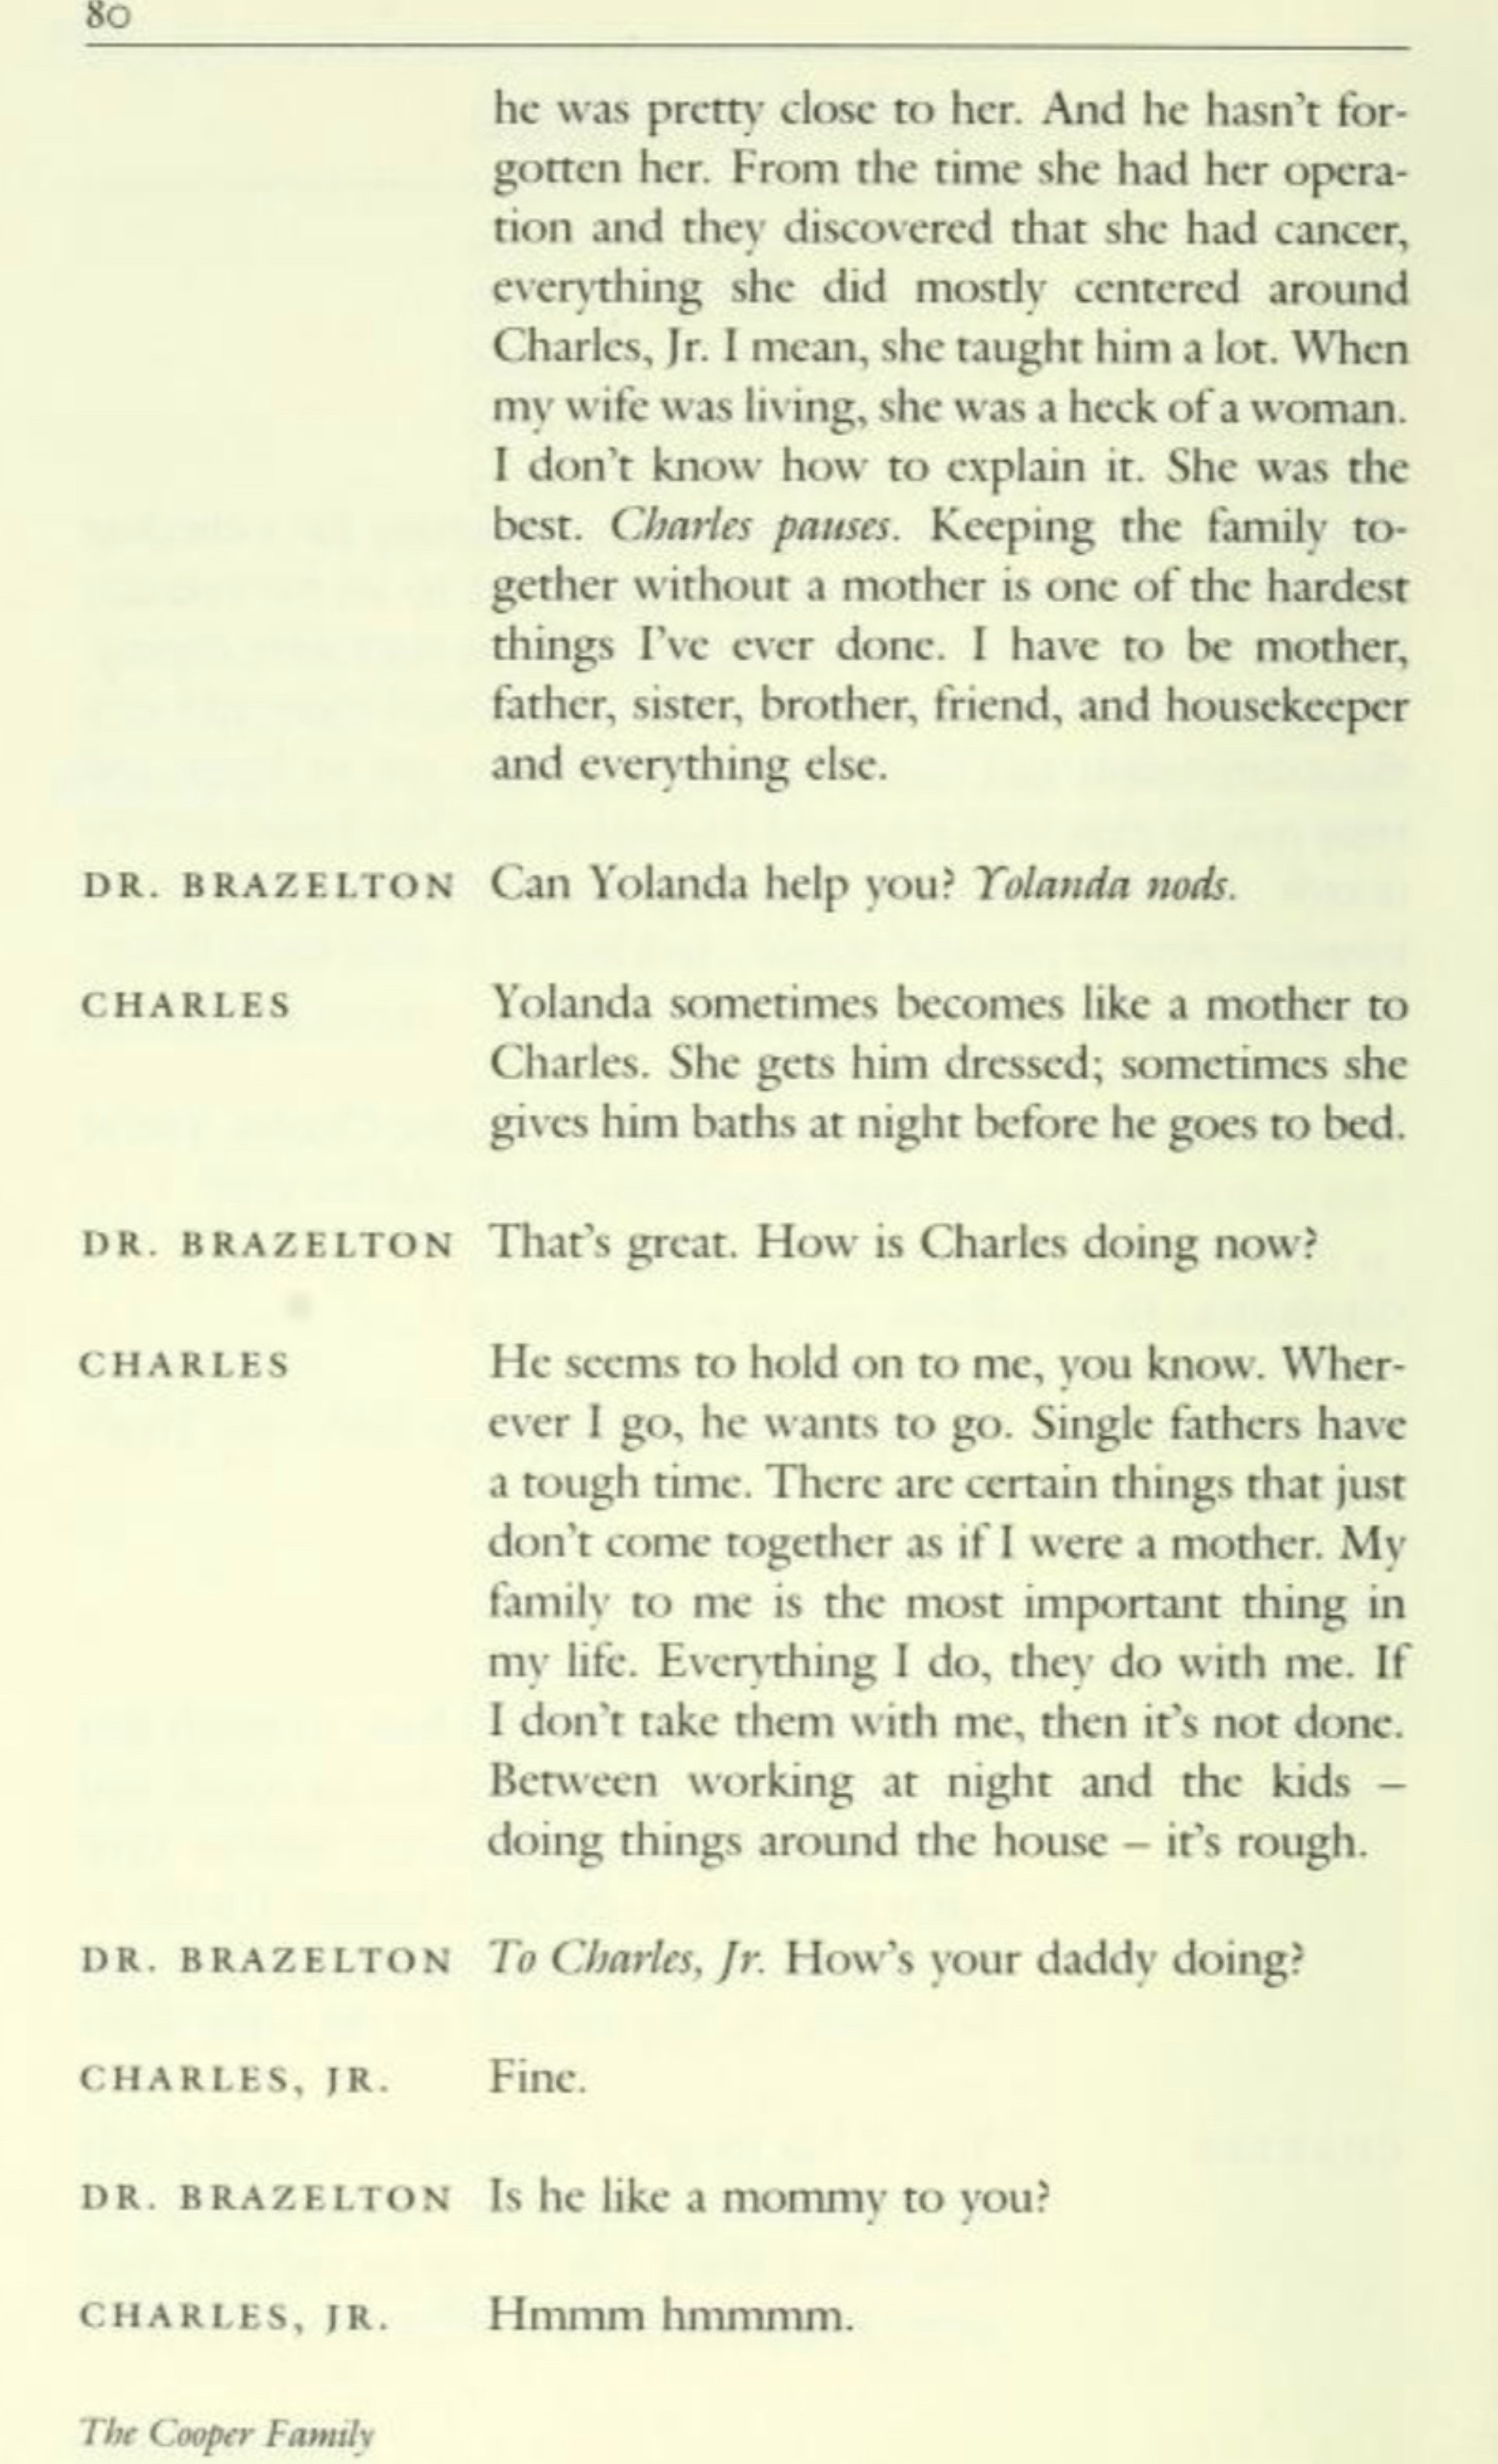 80
he was pretty close to her. And he hasn't for-
gotten her. From the time she had her opera-
tion and they discovered that she had cancer,
everything she did mostly centered around
Charles, Jr. I mean, she taught him a lot. When
my wife was living, she was a heck of a woman.
I don't know how to explain it. She was the
best. Charles pauses. Keeping the family to-
gether without a mother is one of the hardest
things I've ever done. I have to be mother,
father, sister, brother, friend, and housekeeper
and everything else.
DR. BRAZELTON Can Yolanda help you? Yolanda nods.
CHARLES Yolanda sometimes becomes like a mother to
Charles. She gets him dressed; sometimes she
gives him baths at night before he goes to bed.
DR. BRAZELTON That's great. How is Charles doing now?
CHARLES He seems to hold on to me, you know. Wher-
ever I go, he wants to go. Single fathers have
a tough time. There are certain things that just
don't come together as if I were a mother. My
family to me is the most important thing in
my life. Everything I do, they do with me. If
I don't take them with me, then it's not done.
Between working at night and the kids –
doing things around the house – it's rough.
DR. BRAZELTON To Charles, Jr. How's your daddy doing?
CHARLES, JR. Fine.
DR. BRAZELTON Is he like a mommy to you?
CHARLES, JR. Hmmm hmmmm.
The Cooper Family